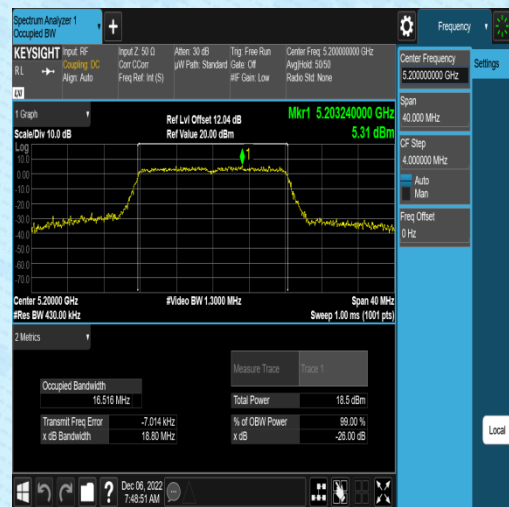 Spectrum Analyzer 1
Occupied BW
Frequency
KEYSIGHT
Input: RF
Coupling: DC
Align: Auto
Input Z: 50 Ω
Corr CCorr
Freq Ref: Int (S)
Atten: 30 dB
µW Path: Standard
Trig: Free Run
Gate: Off
#IF Gain: Low
Center Freq: 5.200000000 GHz
Avg|Hold: 50/50
Radio Std: None
RL
LXI
Center Frequency
5.200000000 GHz
Settings
Span
40.000 MHz
CF Step
4.000000 MHz
Auto
Man
Freq Offset
0 Hz
Local
1 Graph
Scale/Div 10.0 dB
Ref Lvl Offset 12.04 dB
Ref Value 20.00 dBm
Mkr1 5.203240000 GHz
5.31 dBm
Log
10.0
0.00
-10.0
-20.0
-30.0
-40.0
-50.0
-60.0
-70.0
1
Center 5.20000 GHz
#Res BW 430.00 kHz
#Video BW 1.3000 MHz
Span 40 MHz
Sweep 1.00 ms (1001 pts)
2 Metrics
Measure Trace
Trace 1
Occupied Bandwidth
16.516 MHz
Total Power
18.5 dBm
Transmit Freq Error
-7.014 kHz
% of OBW Power
99.00 %
x dB Bandwidth
18.80 MHz
x dB
-26.00 dB
Dec 06, 2022
7:48:51 AM